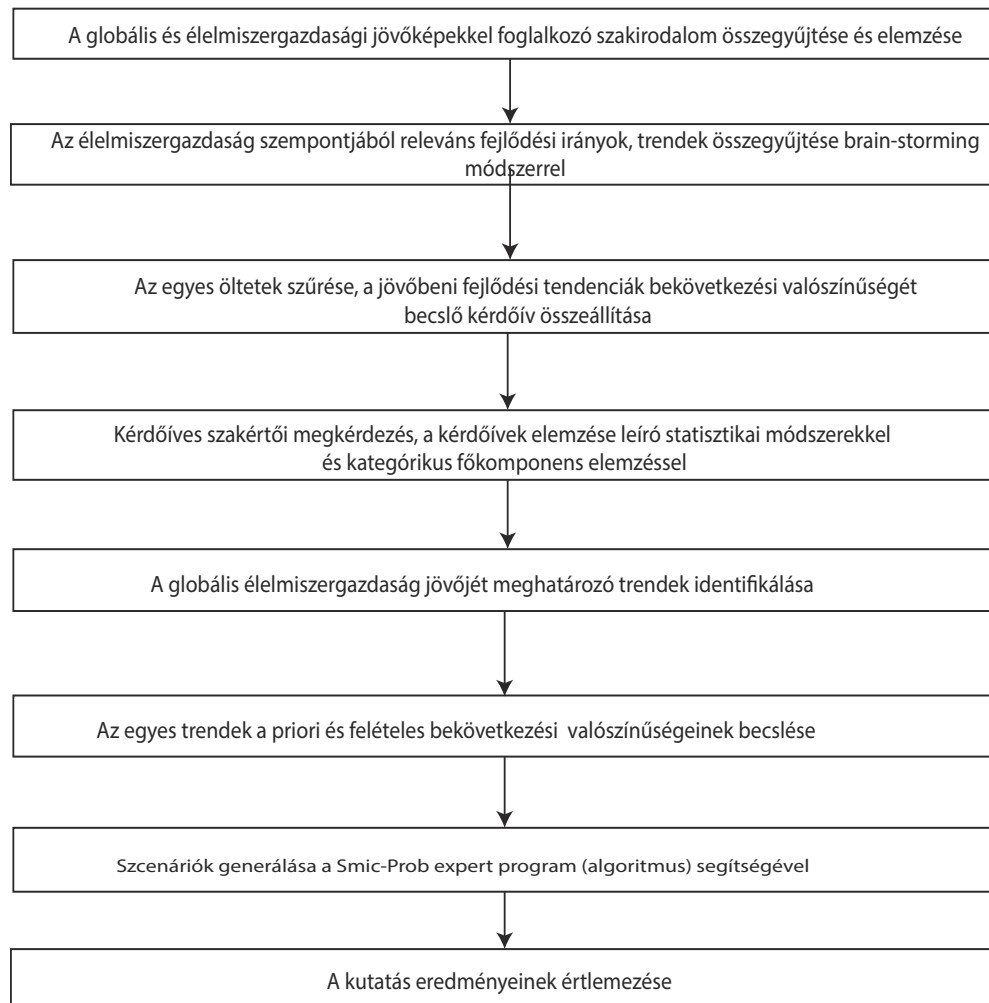 A globális és élelmiszergazdasági jövőképekkel foglalkozó szakirodalom összegyűjtése és elemzése
Az élelmiszergazdaság szempontjából releváns fejlődési irányok, trendek összegyűjtése brain-storming
módszerrel
Az egyes öltetek szűrése, a jövőbeni fejlődési tendenciák bekövetkezési valószínűségét
becslő kérdőív összeállítása
Kérdőíves szakértői megkérdezés, a kérdőívek elemzése leíró statisztikai módszerekkel
és kategórikus főkomponens elemzéssel
A globális élelmiszergazdaság jövőjét meghatározó trendek identifikálása
Az egyes trendek a priori és felételes bekövetkezési valószínűségeinek becslése
Szcenáriók generálása a Smic-Prob expert program (algoritmus) segítségével
A kutatás eredményeinek értlemezése